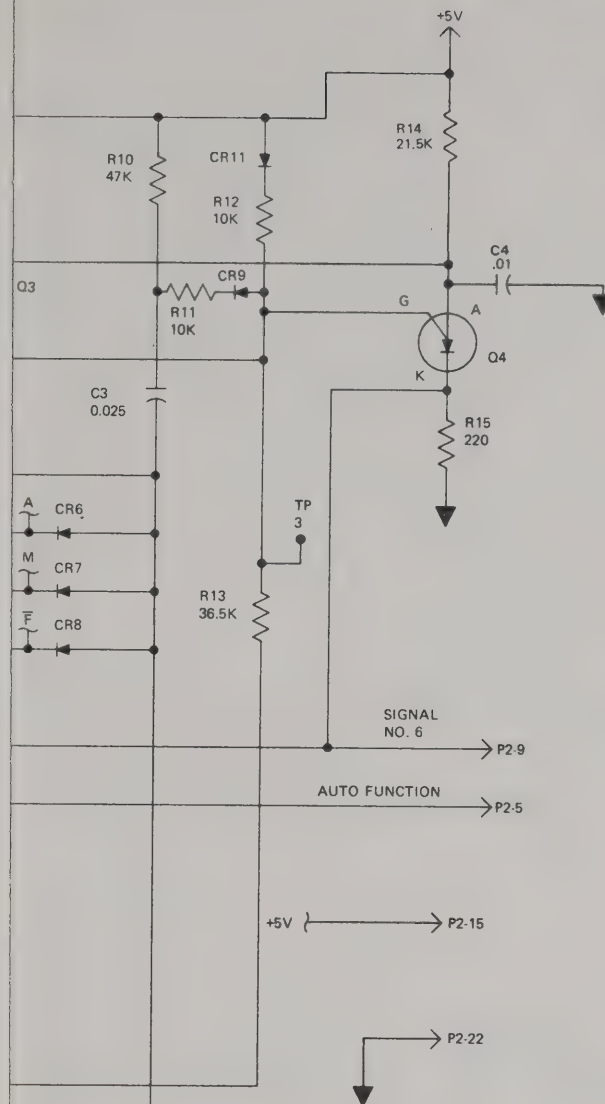 +5V
R14
21.5K
R10
47K
CR11
R12
10K
C4
.01
Q3
CR9
G
A
R11
10K
Q4
K
C3
0.025
R15
220
A
CR6
TP
3
M
CR7
R13
36.5K
F̅
CR8
SIGNAL
NO. 6
P2-9
AUTO FUNCTION
P2-5
+5V
P2-15
P2-22